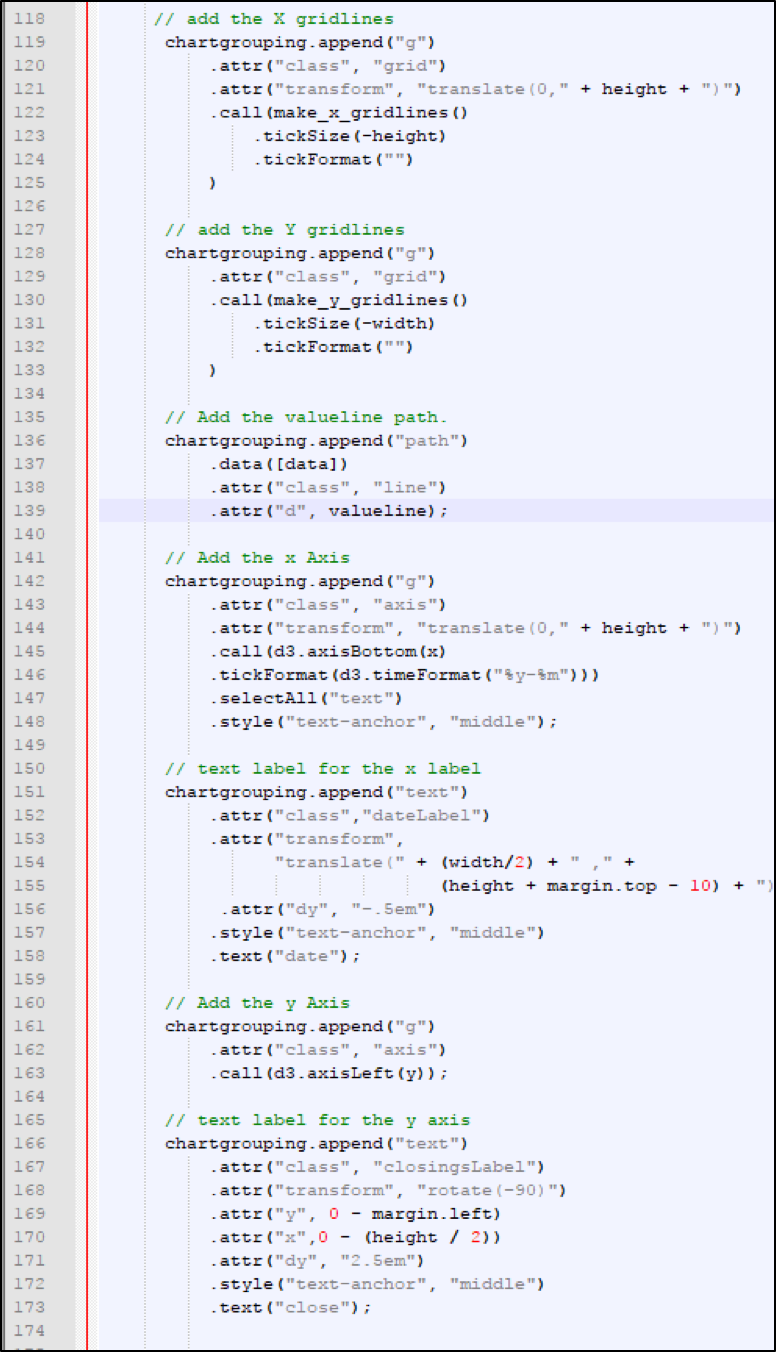 118 // add the X gridlines
119 chartgrouping.append("g")
120 .attr("class", "grid")
121 .attr("transform", "translate(0," + height + ")")
122 .call(make_x_gridlines()
123 .tickSize(-height)
124 .tickFormat("")
125 )
126
127 // add the Y gridlines
128 chartgrouping.append("g")
129 .attr("class", "grid")
130 .call(make_y_gridlines()
131 .tickSize(-width)
132 .tickFormat("")
133 )
134
135 // Add the valueline path.
136 chartgrouping.append("path")
137 .data([data])
138 .attr("class", "line")
139 .attr("d", valueline);
140
141 // Add the x Axis
142 chartgrouping.append("g")
143 .attr("class", "axis")
144 .attr("transform", "translate(0," + height + ")")
145 .call(d3.axisBottom(x)
146 .tickFormat(d3.timeFormat("%y-%m")))
147 .selectAll("text")
148 .style("text-anchor", "middle");
149
150 // text label for the x label
151 chartgrouping.append("text")
152 .attr("class","dateLabel")
153 .attr("transform",
154 "translate(" + (width/2) + " ," +
155 (height + margin.top - 10) + ")
156 .attr("dy", "-.5em")
157 .style("text-anchor", "middle")
158 .text("date");
159
160 // Add the y Axis
161 chartgrouping.append("g")
162 .attr("class", "axis")
163 .call(d3.axisLeft(y));
164
165 // text label for the y axis
166 chartgrouping.append("text")
167 .attr("class", "closingsLabel")
168 .attr("transform", "rotate(-90)")
169 .attr("y", 0 - margin.left)
170 .attr("x",0 - (height / 2))
171 .attr("dy", "2.5em")
172 .style("text-anchor", "middle")
173 .text("close");
174